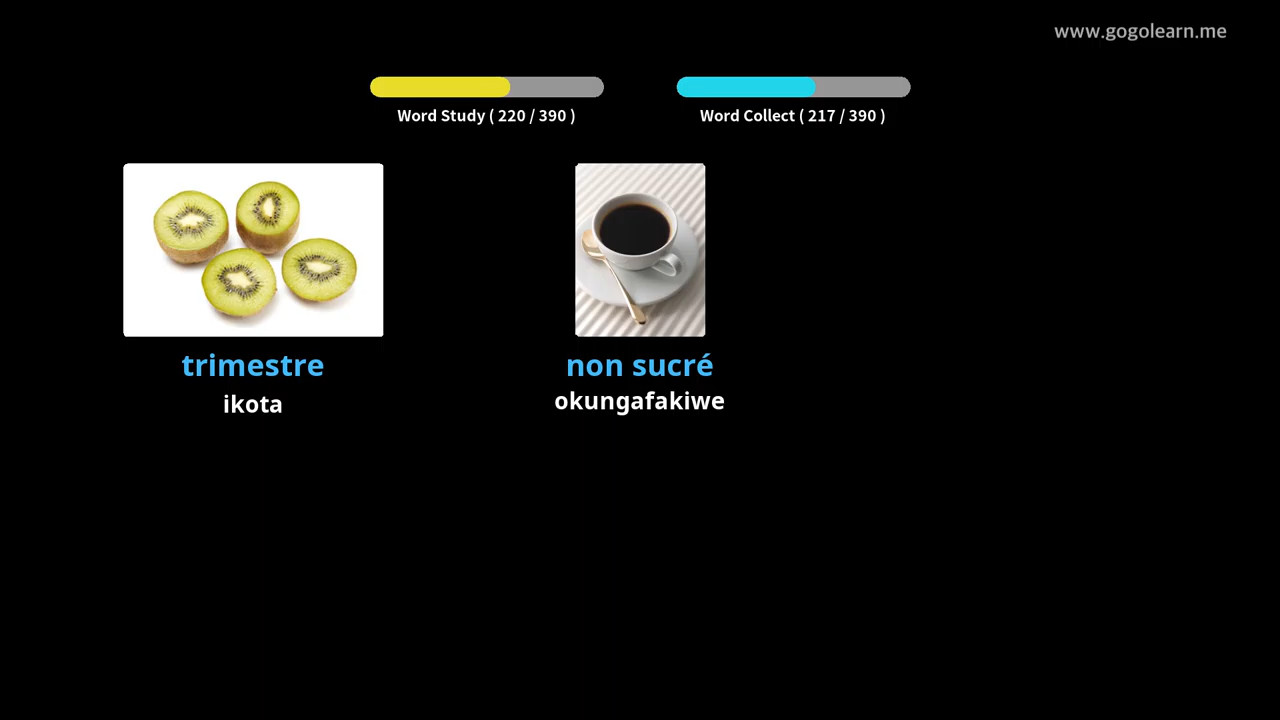 www.gogolearn.me
Word Study ( 220 / 390 )
Word Collect ( 217 / 390 )
trimestre
ikota
non sucré
okungafakiwe